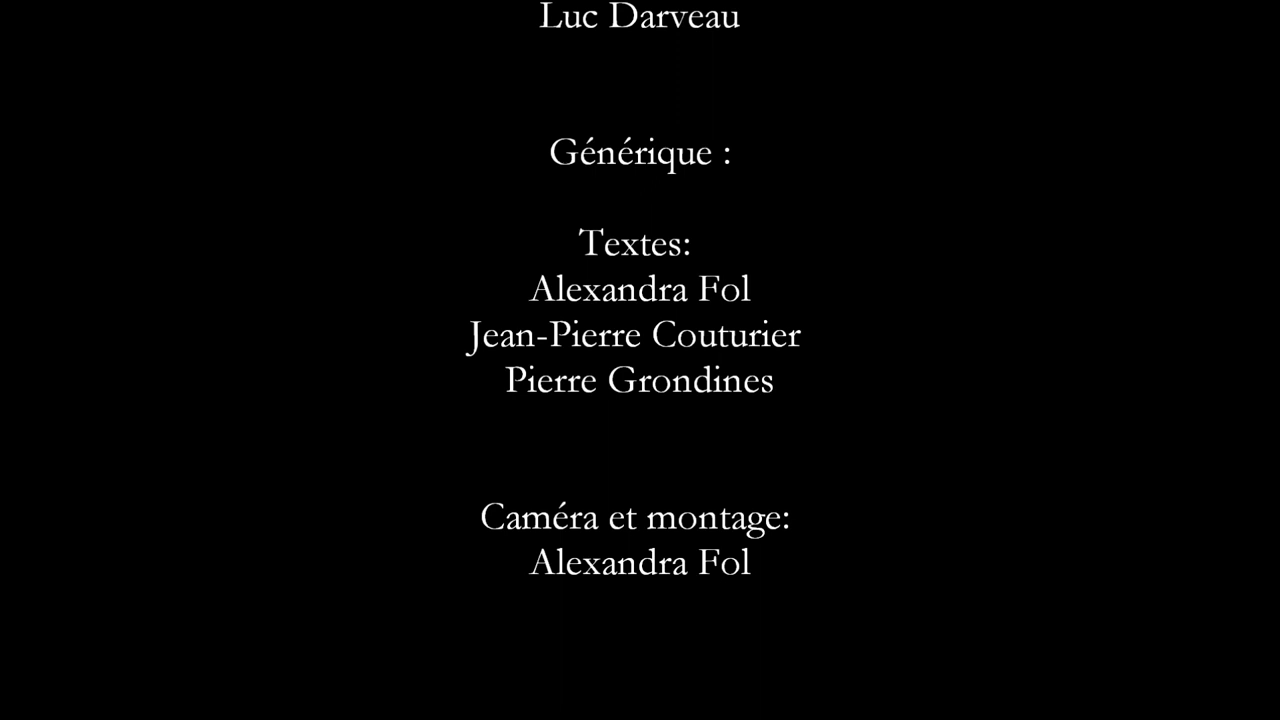 Luc Darveau
Générique :
Textes:
Alexandra Fol
Jean-Pierre Couturier
Pierre Grondines
Caméra et montage:
Alexandra Fol